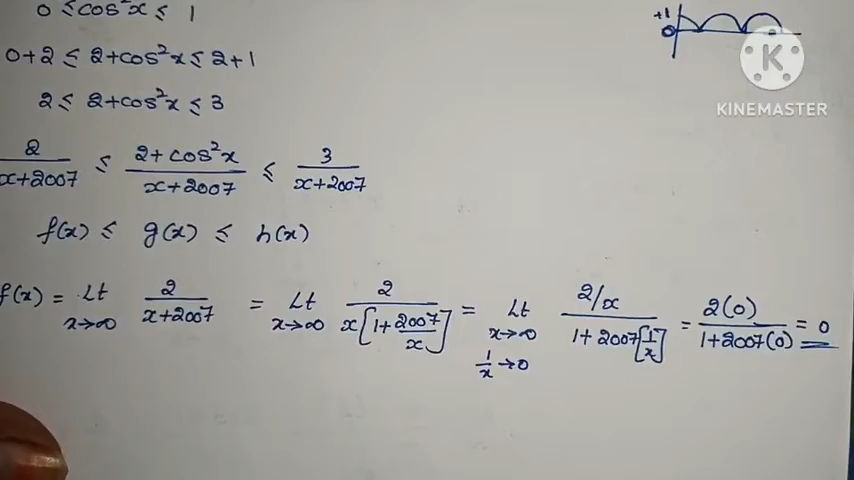 0 ≤ cos²x ≤ 1
+1
0
0+2 ≤ 2+cos²x ≤ 2+1
K
KINEMASTER
2 ≤ 2+cos²x ≤ 3
2/(x+2007) ≤ (2+cos²x)/(x+2007) ≤ 3/(x+2007)
f(x) ≤ g(x) ≤ h(x)
f(x) = Lt x→∞ 2/(x+2007) = Lt x→∞ 2/(x[1+2007/x]) = Lt x→∞ 1/x→0 (2/x)/(1+2007[1/x]) = 2(0)/(1+2007(0)) = 0